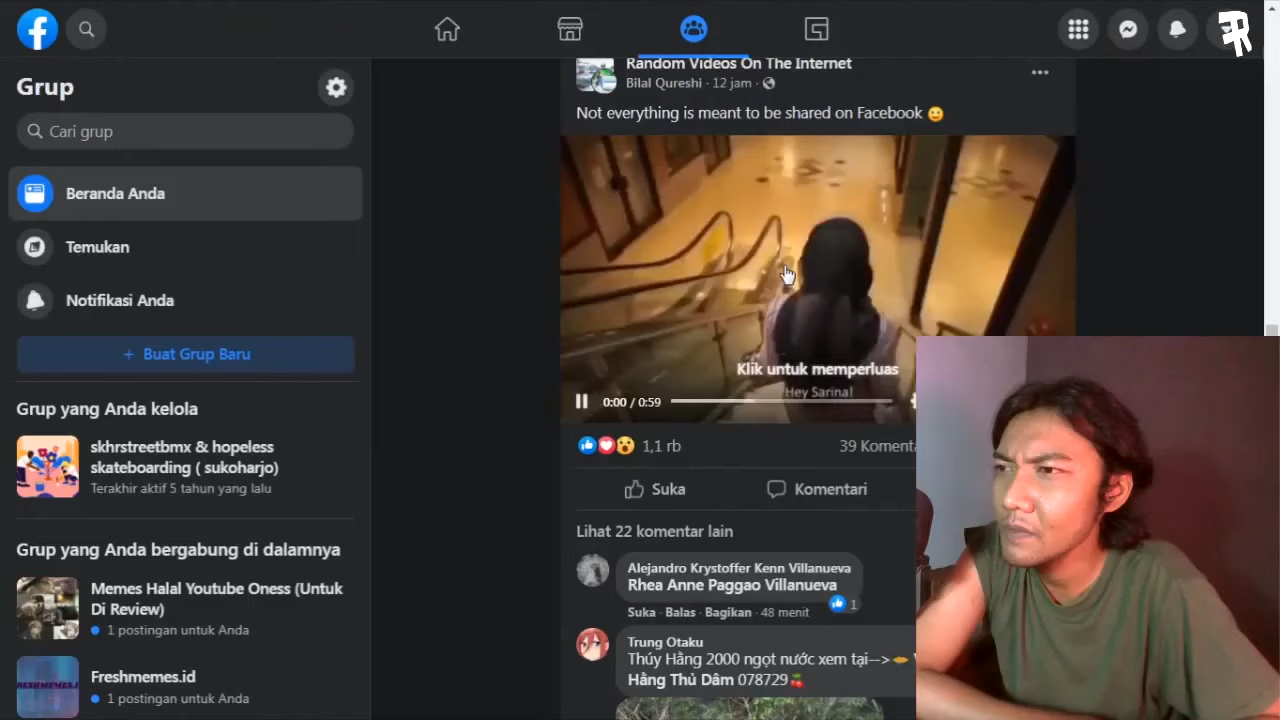 Grup
Cari grup
Beranda Anda
Temukan
Notifikasi Anda
+ Buat Grup Baru
Grup yang Anda kelola
skhrstreetbmx & hopeless
skateboarding ( sukoharjo)
Terakhir aktif 5 tahun yang lalu
Grup yang Anda bergabung di dalamnya
Memes Halal Youtube Oness (Untuk
Di Review)
1 postingan untuk Anda
Freshmemes.id
1 postingan untuk Anda
Random Videos On The Internet
Bilal Qureshi · 12 jam ·
Not everything is meant to be shared on Facebook 🙂
Klik untuk memperluas
Hey Sarina!
0:00 / 0:59
1,1 rb
39 Komenta
Suka
Komentari
Lihat 22 komentar lain
Alejandro Krystoffer Kenn Villanueva
Rhea Anne Paggao Villanueva
Suka · Balas · Bagikan · 48 menit
1
Trung Otaku
Thúy Hằng 2000 ngọt nước xem tại-->
Hằng Thủ Dâm 078729🍒